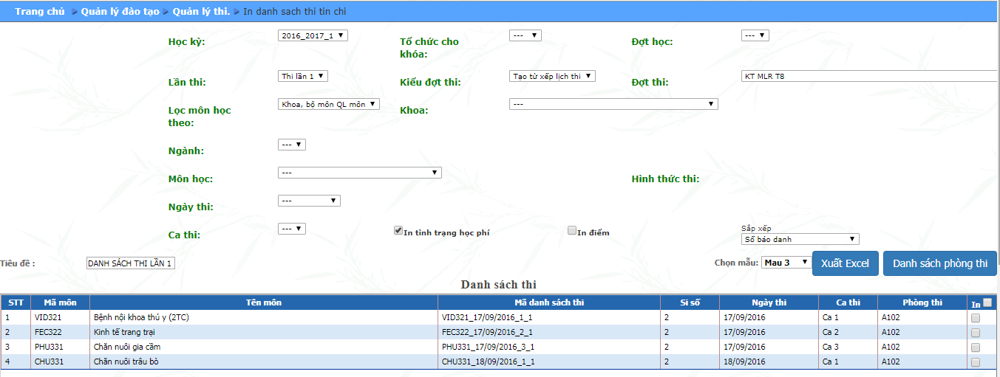 Trang chủ > Quản lý đào tạo > Quản lý thi. > In danh sach thi tin chi
Học kỳ: 2016_2017_1 Tổ chức cho khóa: --- Đợt học: ---
Lần thi: Thi lần 1 Kiểu đợt thi: Tạo từ xếp lịch thi Đợt thi: KT MLR T8
Lọc môn học theo: Khoa, bộ môn QL môn Khoa: ---
Ngành: ---
Môn học: --- Hình thức thi:
Ngày thi: ---
Ca thi: --- In tình trạng học phí In điểm Sắp xếp
Số báo danh
Tiêu đề : DANH SÁCH THI LẦN 1 Chọn mẫu: Mau 3 Xuất Excel Danh sách phòng thi
Danh sách thi
STT Mã môn Tên môn Mã danh sách thi Sĩ số Ngày thi Ca thi Phòng thi In
1 VID321 Bệnh nội khoa thú y (2TC) VID321_17/09/2016_1_1 2 17/09/2016 Ca 1 A102
2 FEC322 Kinh tế trang trại FEC322_17/09/2016_2_1 2 17/09/2016 Ca 2 A102
3 PHU331 Chăn nuôi gia cầm PHU331_17/09/2016_3_1 2 17/09/2016 Ca 3 A102
4 CHU331 Chăn nuôi trâu bò CHU331_18/09/2016_1_1 2 18/09/2016 Ca 1 A102